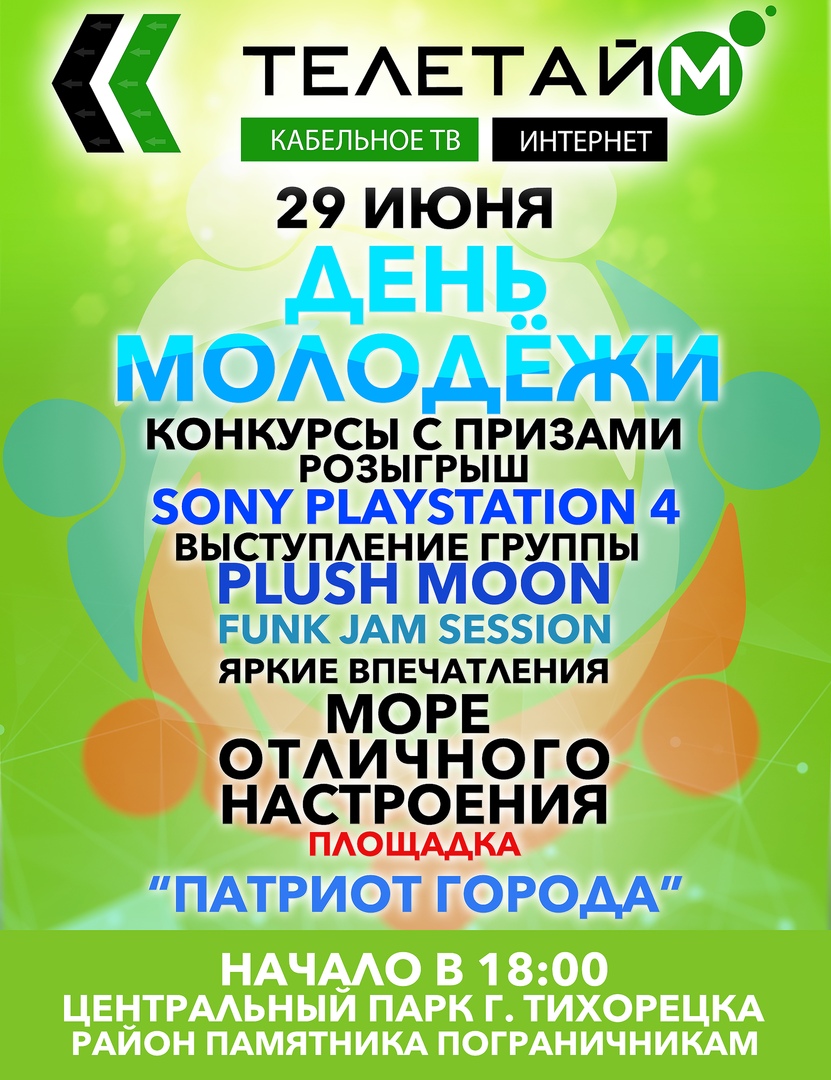 ТЕЛЕТАЙМ
КАБЕЛЬНОЕ ТВ ИНТЕРНЕТ
29 ИЮНЯ
ДЕНЬ
МОЛОДЁЖИ
КОНКУРСЫ С ПРИЗАМИ
РОЗЫГРЫШ
SONY PLAYSTATION 4
ВЫСТУПЛЕНИЕ ГРУППЫ
PLUSH MOON
FUNK JAM SESSION
ЯРКИЕ ВПЕЧАТЛЕНИЯ
МОРЕ
ОТЛИЧНОГО
НАСТРОЕНИЯ
ПЛОЩАДКА
“ПАТРИОТ ГОРОДА”
НАЧАЛО В 18:00
ЦЕНТРАЛЬНЫЙ ПАРК Г. ТИХОРЕЦКА
РАЙОН ПАМЯТНИКА ПОГРАНИЧНИКАМ